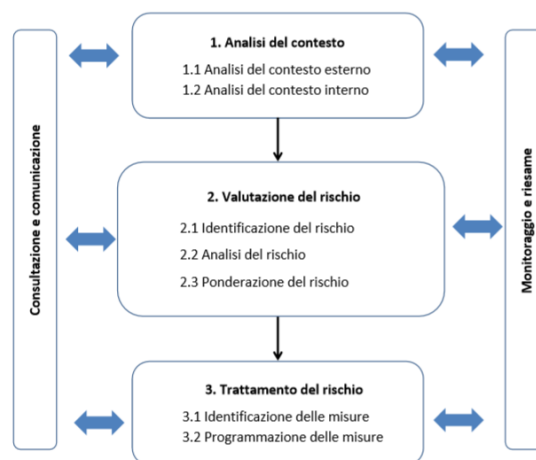 Consultazione e comunicazione
1. Analisi del contesto
1.1 Analisi del contesto esterno
1.2 Analisi del contesto interno
2. Valutazione del rischio
2.1 Identificazione del rischio
2.2 Analisi del rischio
2.3 Ponderazione del rischio
3. Trattamento del rischio
3.1 Identificazione delle misure
3.2 Programmazione delle misure
Monitoraggio e riesame